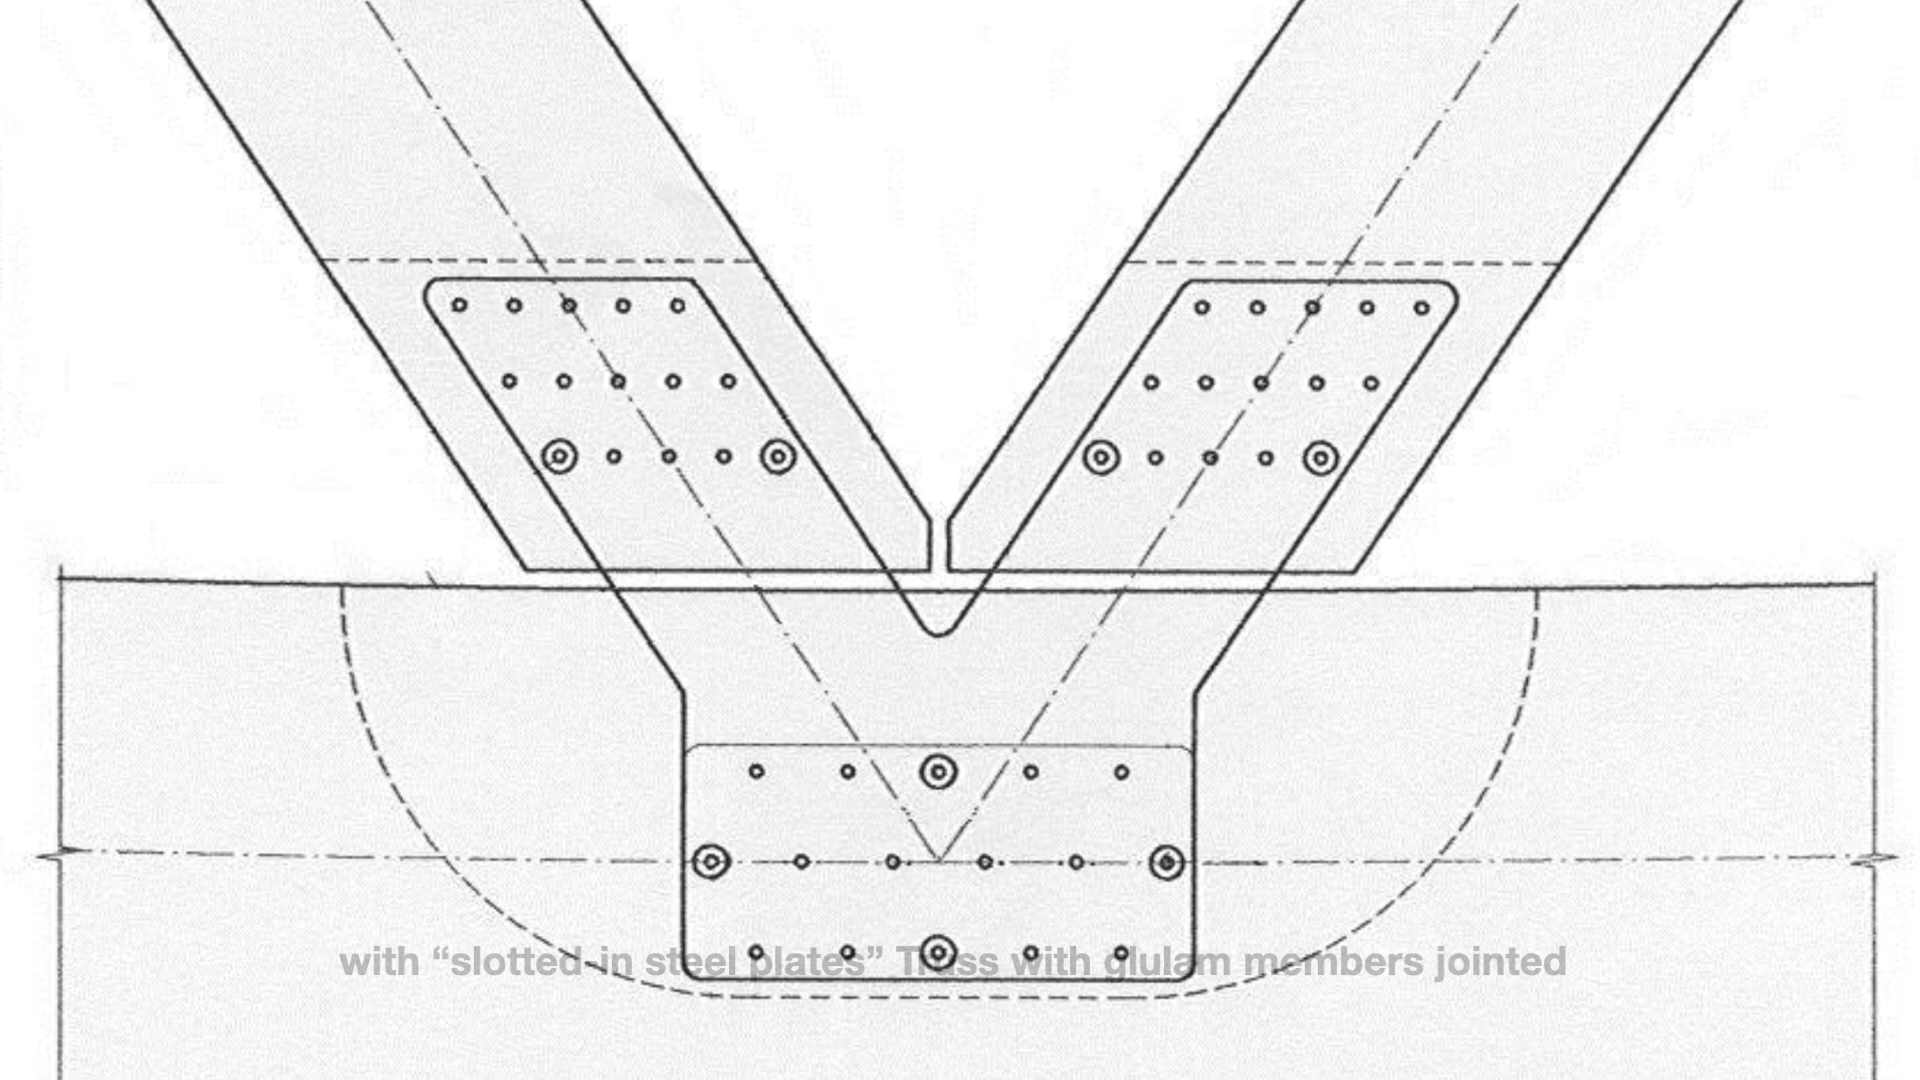 with “slotted-in steel plates” Truss with glulam members jointed